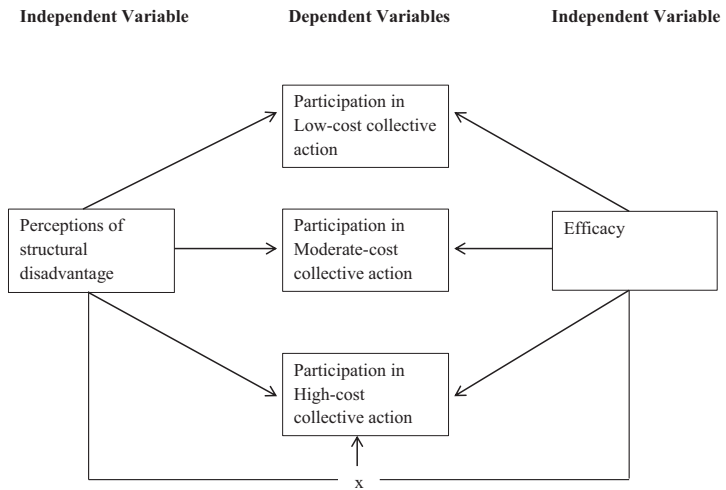 Independent Variable Dependent Variables Independent Variable
Participation in
Low-cost collective
action
Perceptions of
structural
disadvantage
Participation in
Moderate-cost
collective action
Efficacy
Participation in
High-cost
collective action
x